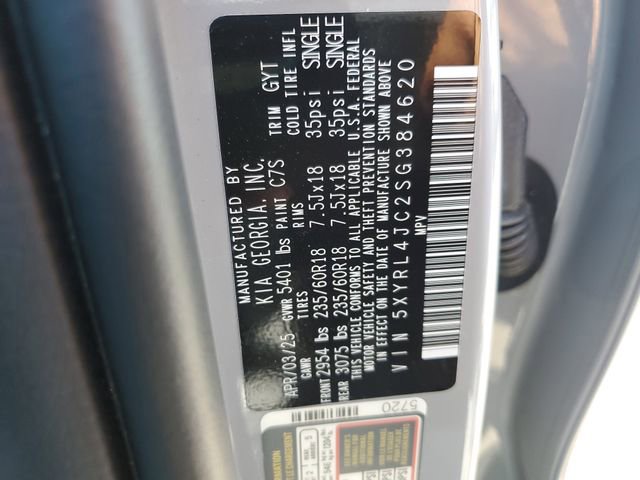 MANUFACTURED BY
KIA GEORGIA, INC.
APR/03/25 GVWR 5401 lbs PAINT C7S TRIM GYT
GAWR TIRES RIMS COLD TIRE INFL
FRONT 2954 lbs 235/60R18 7.5Jx18 35psi SINGLE
REAR 3075 lbs 235/60R18 7.5Jx18 35psi SINGLE
THIS VEHICLE CONFORMS TO ALL APPLICABLE U.S.A. FEDERAL
MOTOR VEHICLE SAFETY AND THEFT PREVENTION STANDARDS
IN EFFECT ON THE DATE OF MANUFACTURE SHOWN ABOVE
VIN 5XYRL4JC2SG384620
MPV
5720